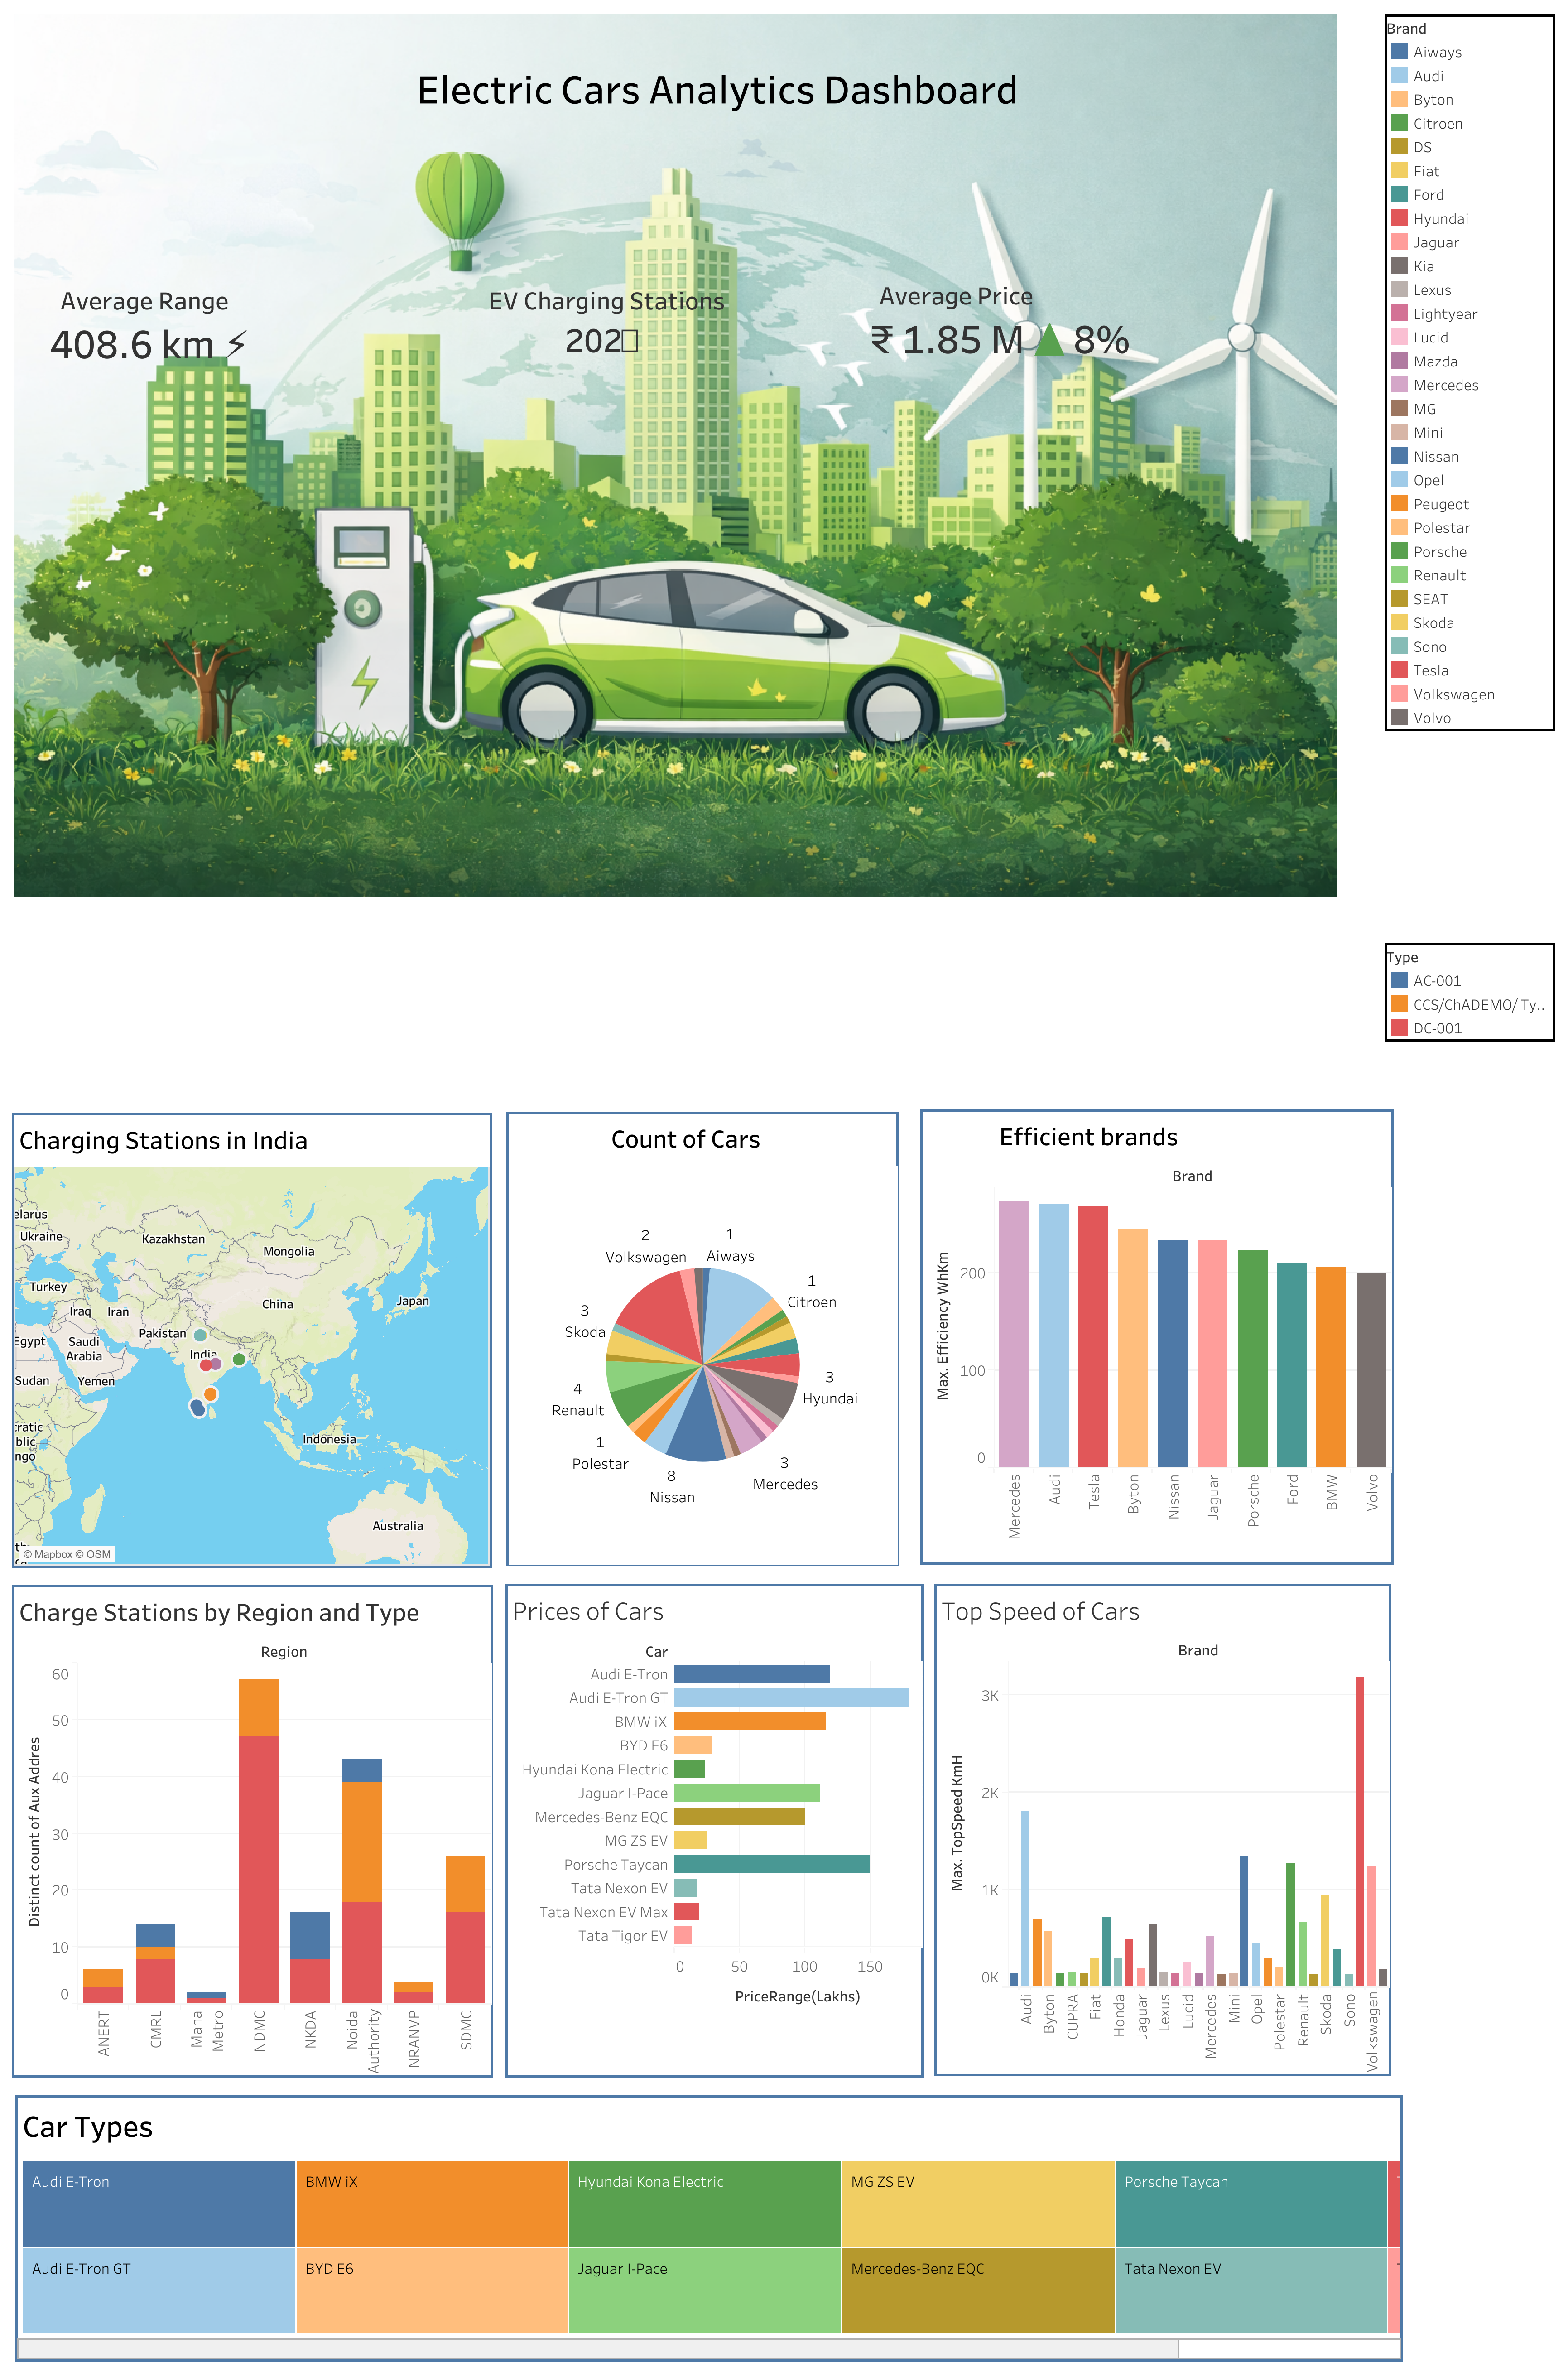 Electric Cars Analytics Dashboard
Average Range
408.6 km ⚡
EV Charging Stations
202
Average Price
₹ 1.85 M ▲ 8%
Brand
Aiways
Audi
Byton
Citroen
DS
Fiat
Ford
Hyundai
Jaguar
Kia
Lexus
Lightyear
Lucid
Mazda
Mercedes
MG
Mini
Nissan
Opel
Peugeot
Polestar
Porsche
Renault
SEAT
Skoda
Sono
Tesla
Volkswagen
Volvo
Type
AC-001
CCS/ChADEMO/ Ty..
DC-001
Charging Stations in India
elarus
Ukraine
Kazakhstan
Mongolia
Turkey
Iraq
Iran
China
Japan
Egypt
Saudi
Arabia
Pakistan
India
Sudan
Yemen
cratic
blic
ngo
Indonesia
Australia
© Mapbox © OSM
Count of Cars
2
Volkswagen
1
Aiways
1
Citroen
3
Skoda
3
Hyundai
4
Renault
1
Polestar
8
Nissan
3
Mercedes
Efficient brands
Brand
Max. Efficiency WhKm
200
100
0
Mercedes
Audi
Tesla
Byton
Nissan
Jaguar
Porsche
Ford
BMW
Volvo
Charge Stations by Region and Type
Region
Distinct count of Aux Addres
60
50
40
30
20
10
0
ANERT
CMRL
Maha
Metro
NDMC
NKDA
Noida
Authority
NRANVP
SDMC
Prices of Cars
Car
Audi E-Tron
Audi E-Tron GT
BMW iX
BYD E6
Hyundai Kona Electric
Jaguar I-Pace
Mercedes-Benz EQC
MG ZS EV
Porsche Taycan
Tata Nexon EV
Tata Nexon EV Max
Tata Tigor EV
0 50 100 150
PriceRange(Lakhs)
Top Speed of Cars
Brand
Max. TopSpeed KmH
3K
2K
1K
0K
Audi
Byton
CUPRA
Fiat
Honda
Jaguar
Lexus
Lucid
Mercedes
Mini
Opel
Polestar
Renault
Skoda
Sono
Volkswagen
Car Types
Audi E-Tron
BMW iX
Hyundai Kona Electric
MG ZS EV
Porsche Taycan
Audi E-Tron GT
BYD E6
Jaguar I-Pace
Mercedes-Benz EQC
Tata Nexon EV